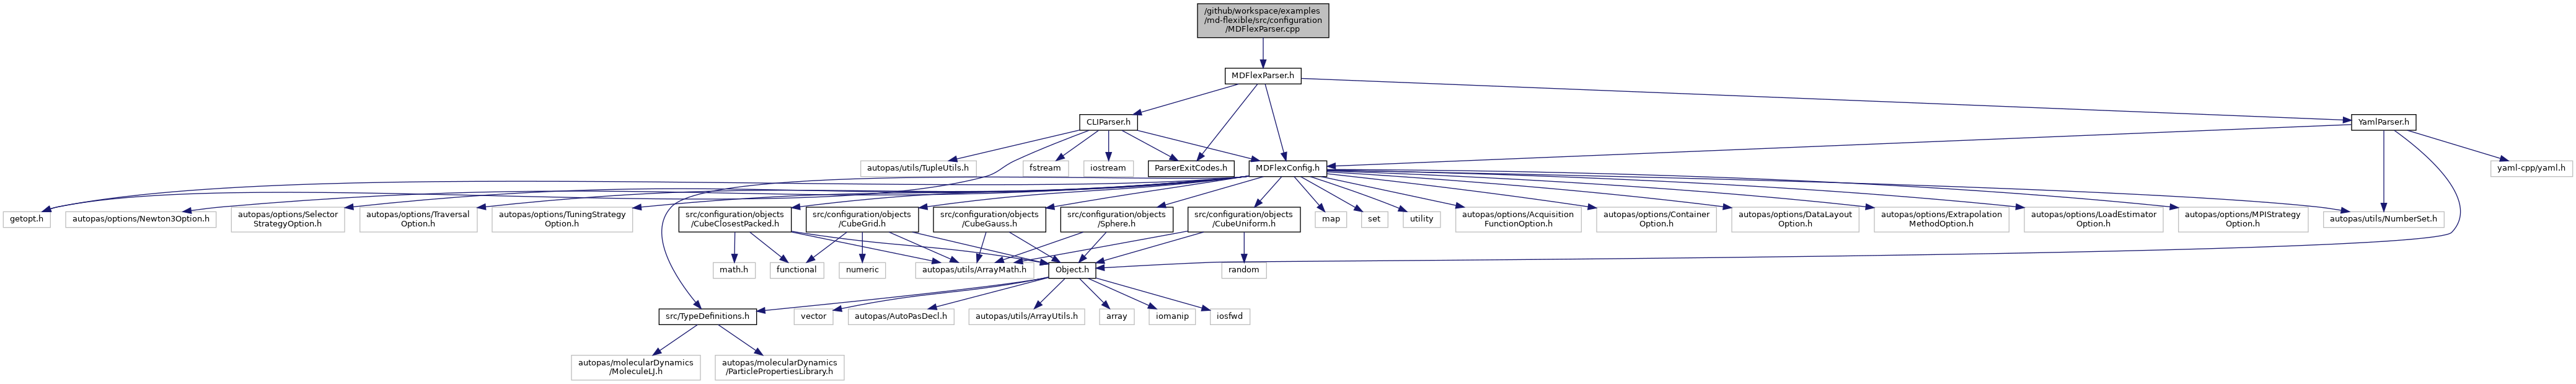 /github/workspace/examples
/md-flexible/src/configuration
/MDFlexParser.cpp
MDFlexParser.h
CLIParser.h
YamlParser.h
autopas/utils/TupleUtils.h
fstream
iostream
ParserExitCodes.h
MDFlexConfig.h
yaml-cpp/yaml.h
getopt.h
autopas/options/Newton3Option.h
autopas/options/Selector
StrategyOption.h
autopas/options/Traversal
Option.h
autopas/options/TuningStrategy
Option.h
src/configuration/objects
/CubeClosestPacked.h
src/configuration/objects
/CubeGrid.h
src/configuration/objects
/CubeGauss.h
src/configuration/objects
/Sphere.h
src/configuration/objects
/CubeUniform.h
map
set
utility
autopas/options/Acquisition
FunctionOption.h
autopas/options/Container
Option.h
autopas/options/DataLayout
Option.h
autopas/options/Extrapolation
MethodOption.h
autopas/options/LoadEstimator
Option.h
autopas/options/MPIStrategy
Option.h
autopas/utils/NumberSet.h
math.h
functional
numeric
autopas/utils/ArrayMath.h
Object.h
random
src/TypeDefinitions.h
vector
autopas/AutoPasDecl.h
autopas/utils/ArrayUtils.h
array
iomanip
iosfwd
autopas/molecularDynamics
/MoleculeLJ.h
autopas/molecularDynamics
/ParticlePropertiesLibrary.h